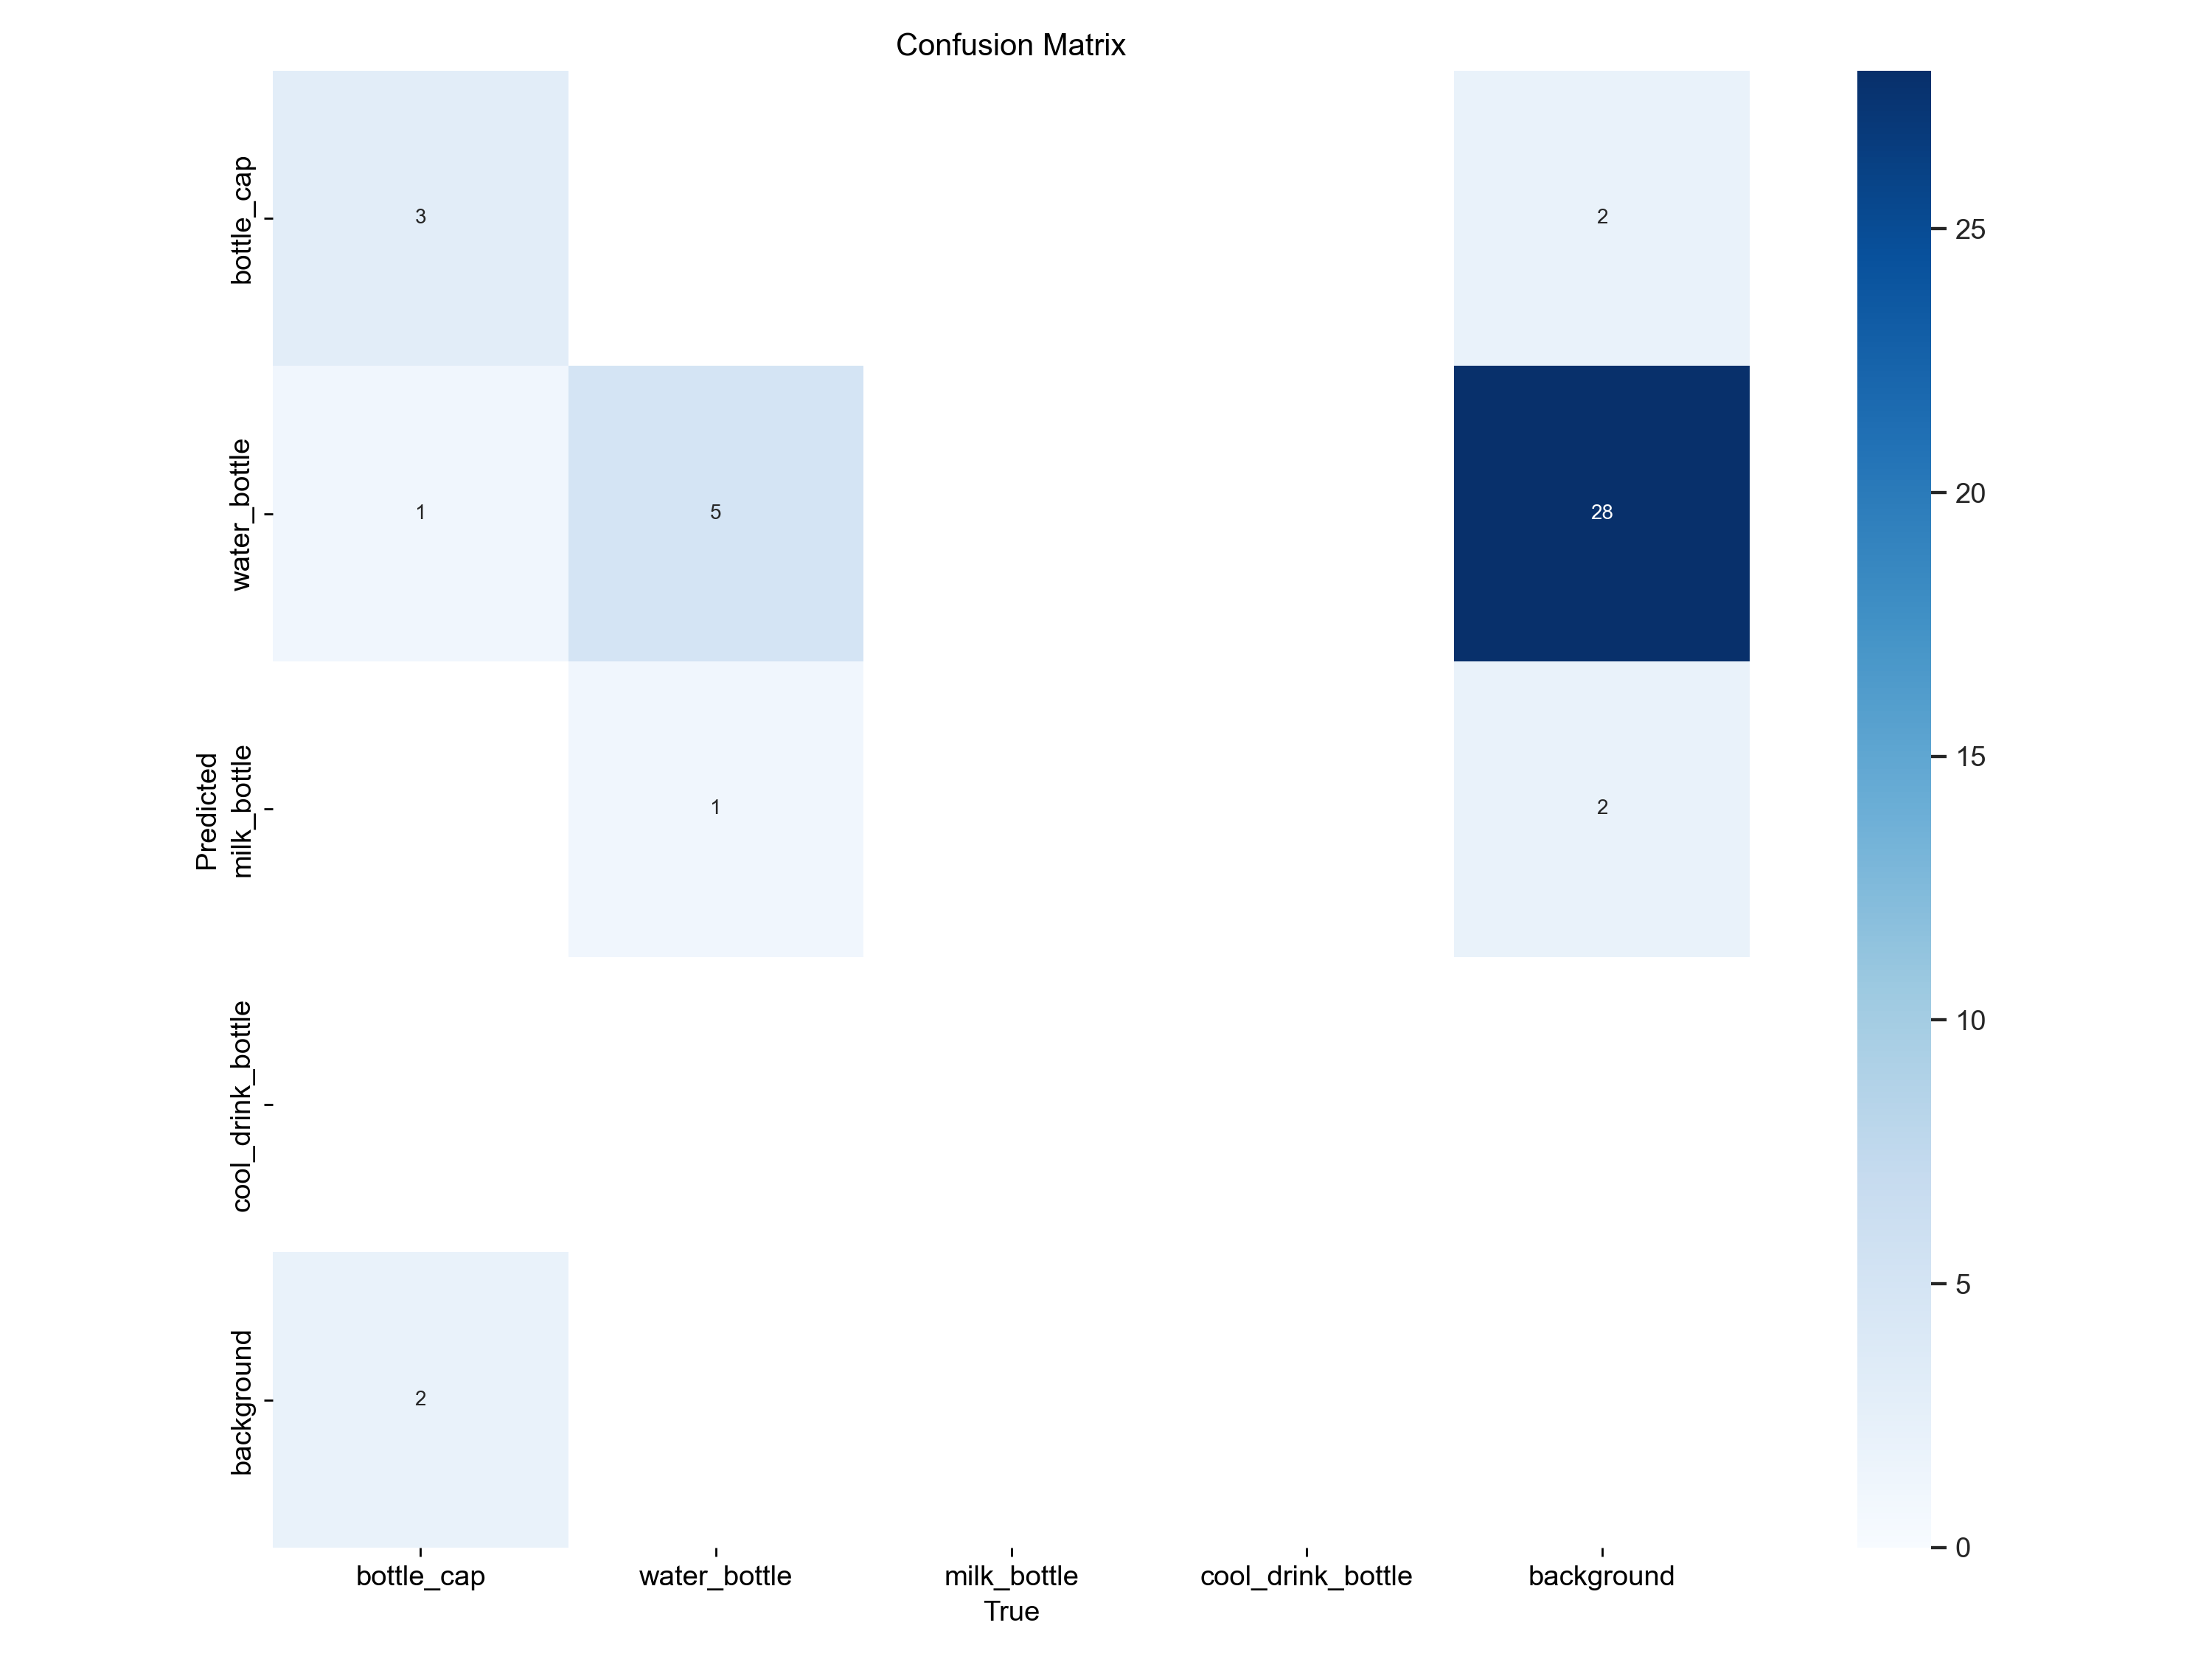 Confusion Matrix
bottle_cap
3
2
25
water_bottle
1
5
28
20
Predicted
milk_bottle
1
2
15
cool_drink_bottle
10
background
2
5
0
bottle_cap
water_bottle
milk_bottle
cool_drink_bottle
background
True